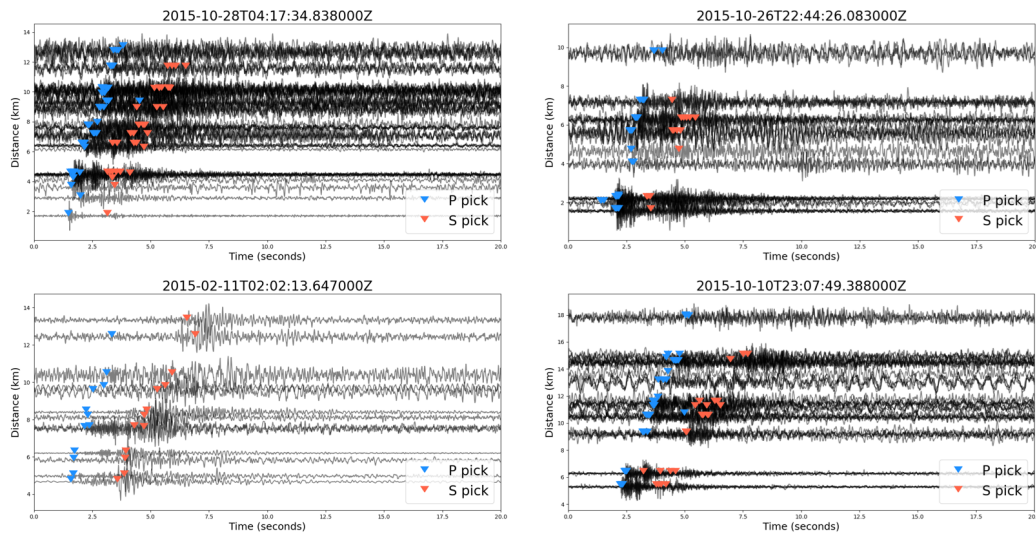 2015-10-28T04:17:34.838000Z
14
12
10
8
6
4
2
Distance (km)
0.0 2.5 5.0 7.5 10.0 12.5 15.0 17.5 20.0
Time (seconds)
P pick
S pick
2015-10-26T22:44:26.083000Z
10
8
6
4
2
Distance (km)
0.0 2.5 5.0 7.5 10.0 12.5 15.0 17.5 20.0
Time (seconds)
P pick
S pick
2015-02-11T02:02:13.647000Z
14
12
10
8
6
4
Distance (km)
0.0 2.5 5.0 7.5 10.0 12.5 15.0 17.5 20.0
Time (seconds)
P pick
S pick
2015-10-10T23:07:49.388000Z
18
16
14
12
10
8
6
4
Distance (km)
0.0 2.5 5.0 7.5 10.0 12.5 15.0 17.5 20.0
Time (seconds)
P pick
S pick